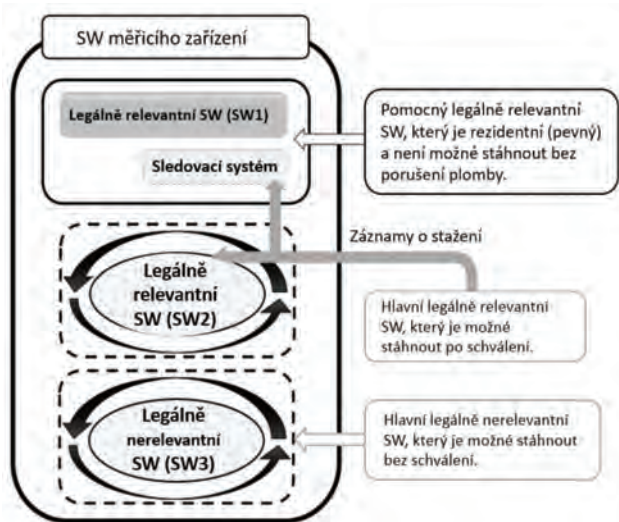 SW měřicího zařízení
Legálně relevantní SW (SW1)
Sledovací systém
Pomocný legálně relevantní
SW, který je rezidentní (pevný)
a není možné stáhnout bez
porušení plomby.
Záznamy o stažení
Legálně
relevantní
SW (SW2)
Hlavní legálně relevantní
SW, který je možné
stáhnout po schválení.
Legálně
nerelevantní
SW (SW3)
Hlavní legálně nerelevantní
SW, který je možné stáhnout
bez schválení.